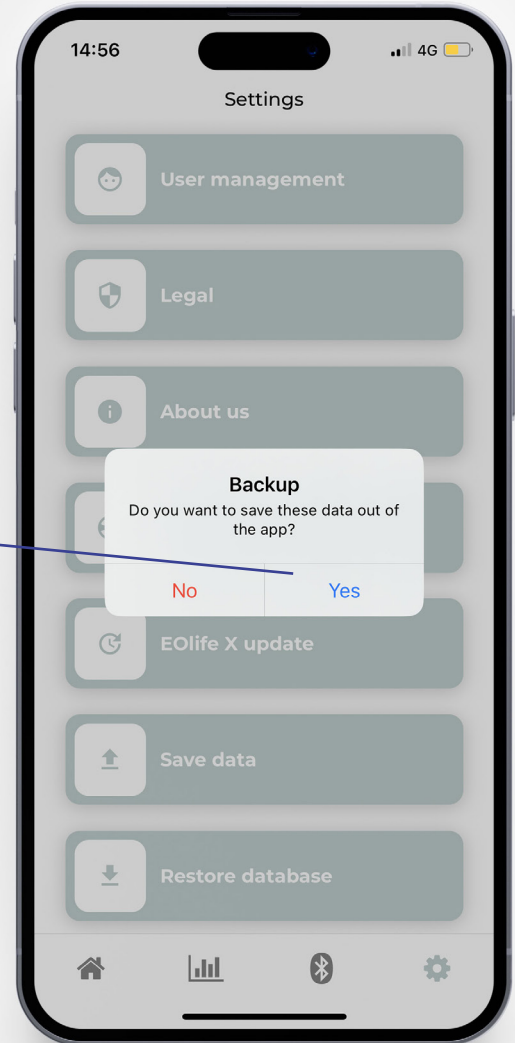 14:56
4G
Settings
User management
Legal
About us
Backup
Do you want to save these data out of
the app?
No
Yes
EOlife X update
Save data
Restore database